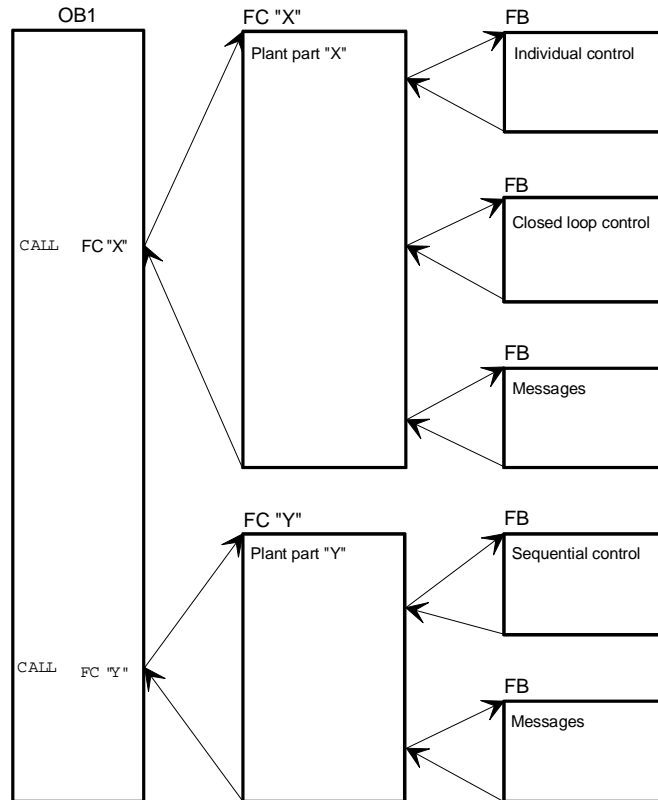 OB1
FC "X"
FB
Plant part "X"
Individual control
FB
Closed loop control
CALL FC "X"
FB
Messages
FC "Y"
FB
Plant part "Y"
Sequential control
CALL FC "Y"
FB
Messages